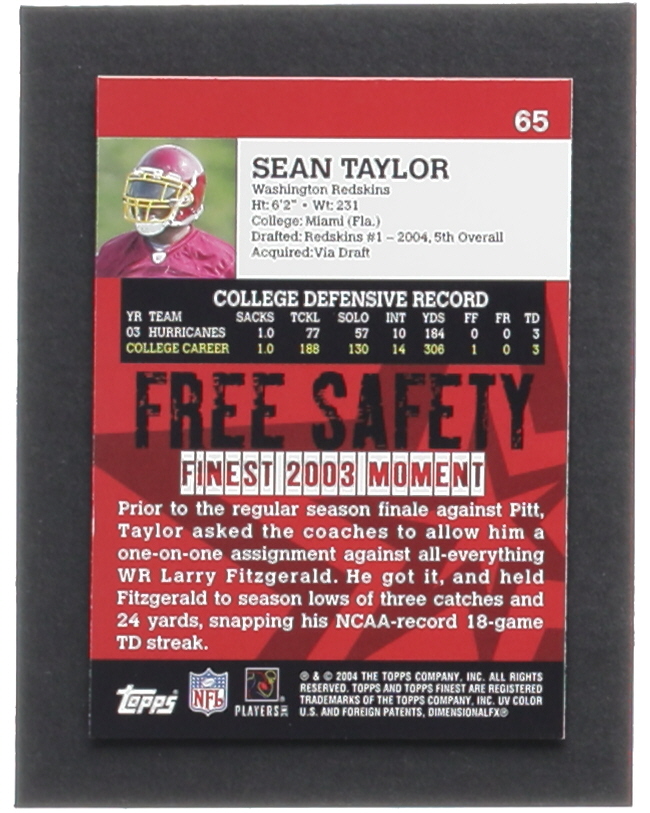 65
SEAN TAYLOR
Washington Redskins
Ht: 6'2" • Wt: 231
College: Miami (Fla.)
Drafted: Redskins #1 – 2004, 5th Overall
Acquired: Via Draft
COLLEGE DEFENSIVE RECORD
YR TEAM SACKS TCKL SOLO INT YDS FF FR TD
03 HURRICANES 1.0 77 57 10 184 0 0 3
COLLEGE CAREER 1.0 188 130 14 306 1 0 3
FREE SAFETY
FINEST 2003 MOMENT
Prior to the regular season finale against Pitt,
Taylor asked the coaches to allow him a
one-on-one assignment against all-everything
WR Larry Fitzgerald. He got it, and held
Fitzgerald to season lows of three catches and
24 yards, snapping his NCAA-record 18-game
TD streak.
Topps NFL PLAYERS INC
® & © 2004 THE TOPPS COMPANY, INC. ALL RIGHTS
RESERVED. TOPPS AND TOPPS FINEST ARE REGISTERED
TRADEMARKS OF THE TOPPS COMPANY, INC. UV COLOR
U.S. AND FOREIGN PATENTS, DIMENSIONALFX®